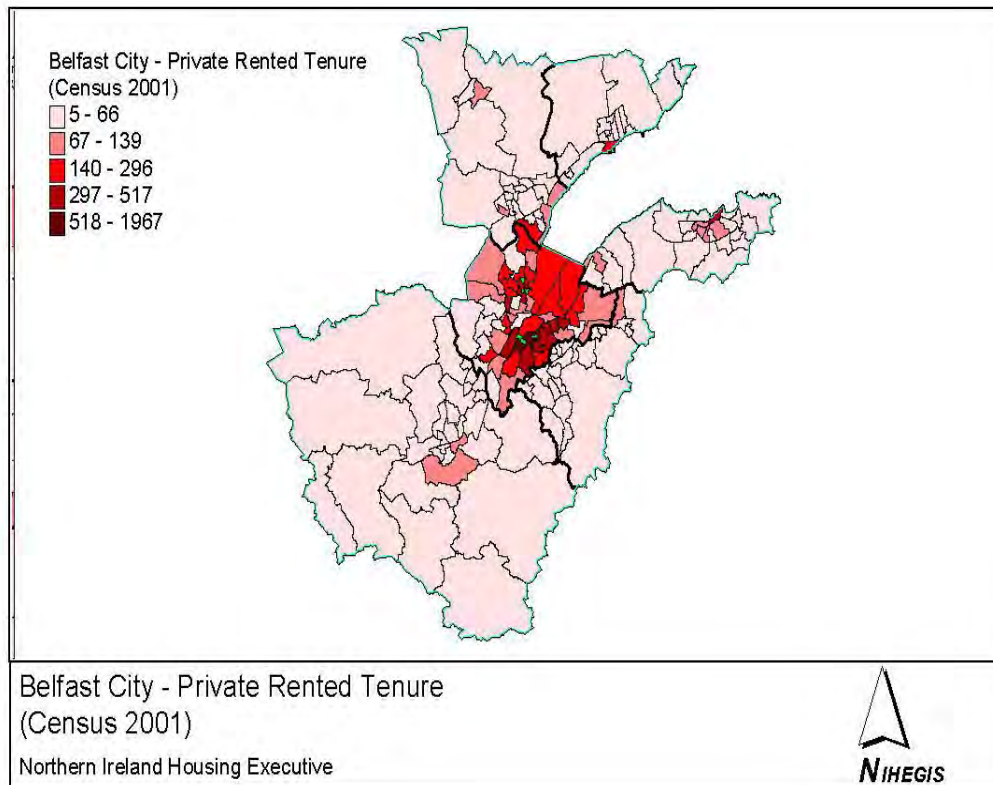 Belfast City - Private Rented Tenure
(Census 2001)
5 - 66
67 - 139
140 - 296
297 - 517
518 - 1967
Belfast City - Private Rented Tenure
(Census 2001)
Northern Ireland Housing Executive
NIHEGIS